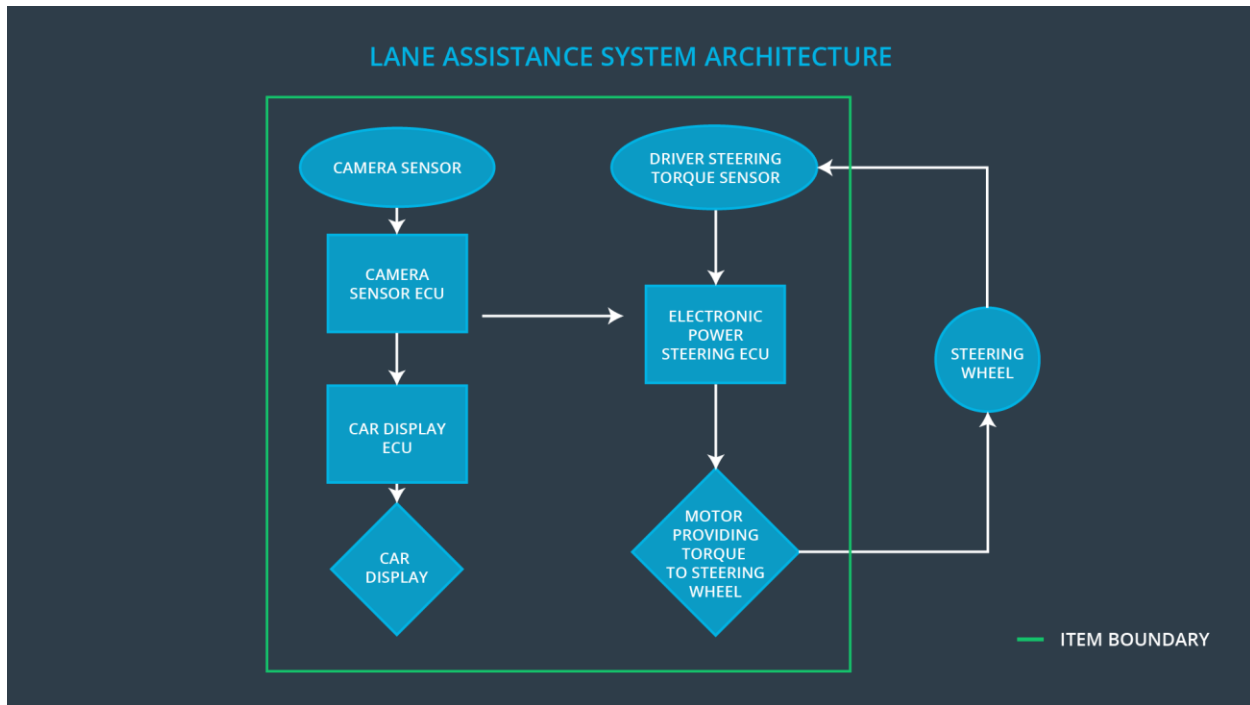 LANE ASSISTANCE SYSTEM ARCHITECTURE
CAMERA SENSOR
CAMERA
SENSOR ECU
CAR DISPLAY
ECU
CAR
DISPLAY
DRIVER STEERING
TORQUE SENSOR
ELECTRONIC
POWER
STEERING ECU
MOTOR
PROVIDING
TORQUE
TO STEERING
WHEEL
STEERING
WHEEL
ITEM BOUNDARY